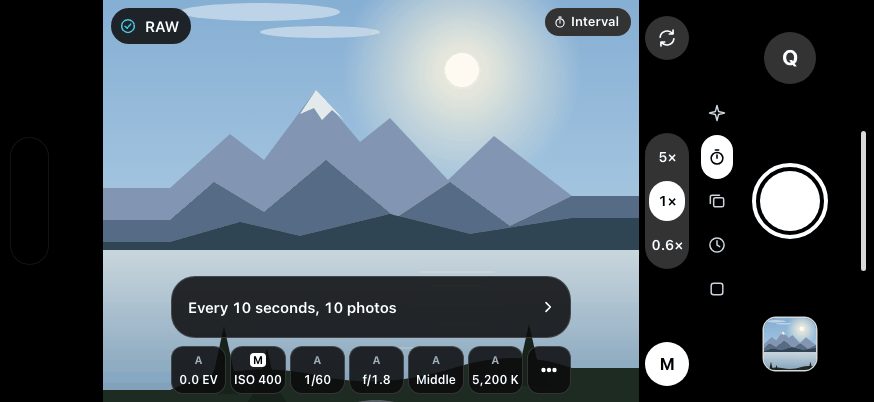 RAW
Interval
Q
5×
1×
0.6×
Every 10 seconds, 10 photos
A
0.0 EV
M
ISO 400
A
1/60
A
f/1.8
A
Middle
A
5,200 K
M